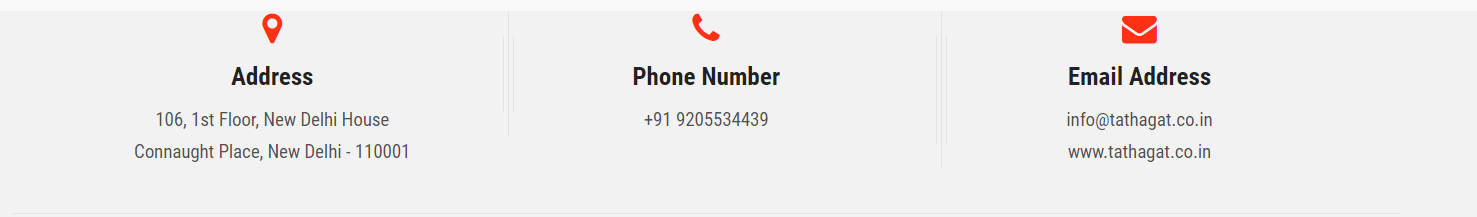 Address
106, 1st Floor, New Delhi House
Connaught Place, New Delhi - 110001
Phone Number
+91 9205534439
Email Address
info@tathagat.co.in
www.tathagat.co.in